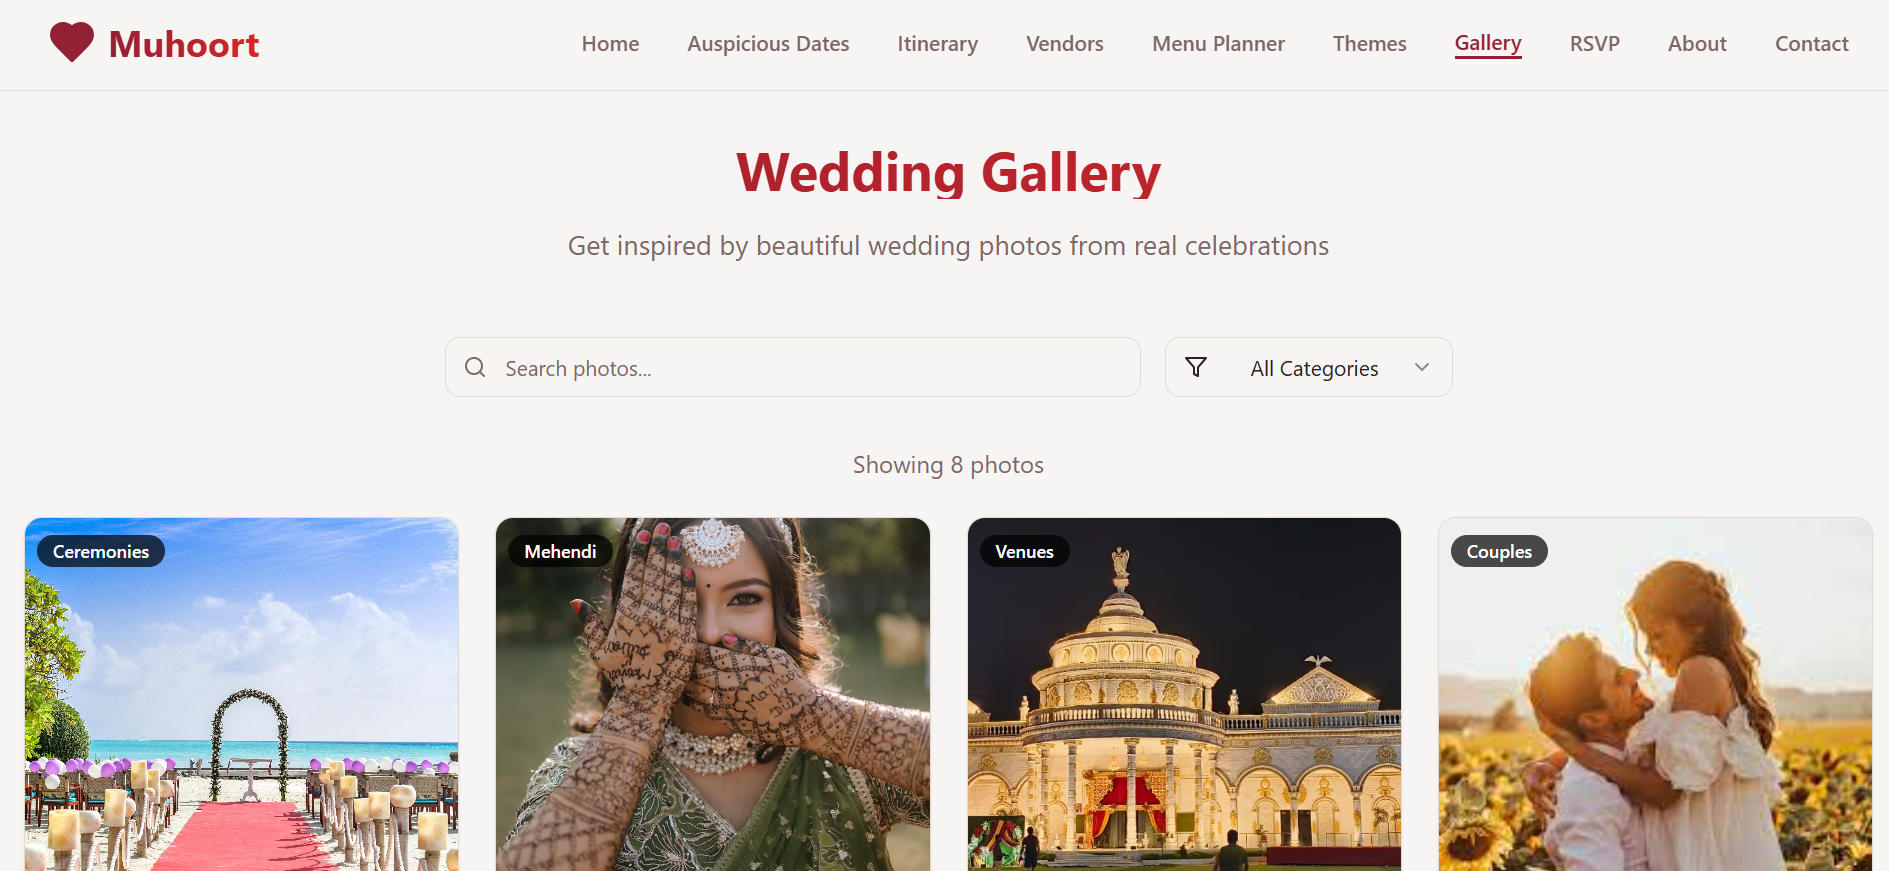 Muhoort
Home Auspicious Dates Itinerary Vendors Menu Planner Themes Gallery RSVP About Contact
Wedding Gallery
Get inspired by beautiful wedding photos from real celebrations
Search photos...
All Categories
Showing 8 photos
Ceremonies
Mehendi
Venues
Couples